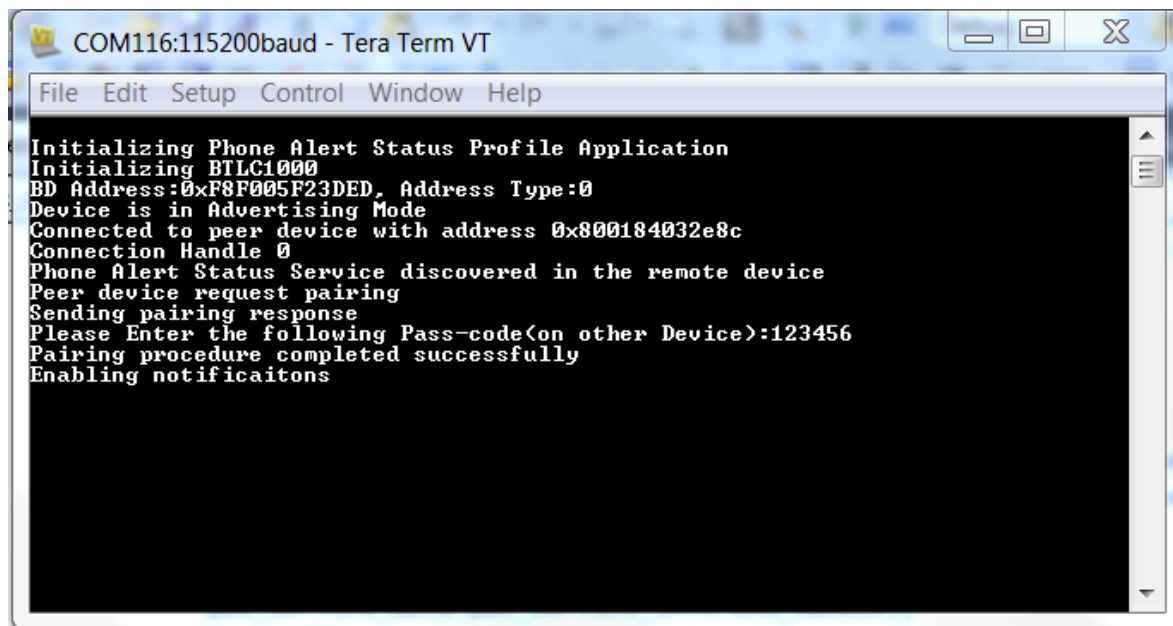 COM116:115200baud - Tera Term VT
File Edit Setup Control Window Help
Initializing Phone Alert Status Profile Application
Initializing BTLC1000
BD Address:0xF8F005F23DED, Address Type:0
Device is in Advertising Mode
Connected to peer device with address 0x800184032e8c
Connection Handle 0
Phone Alert Status Service discovered in the remote device
Peer device request pairing
Sending pairing response
Please Enter the following Pass-code(on other Device):123456
Pairing procedure completed successfully
Enabling notificaitons